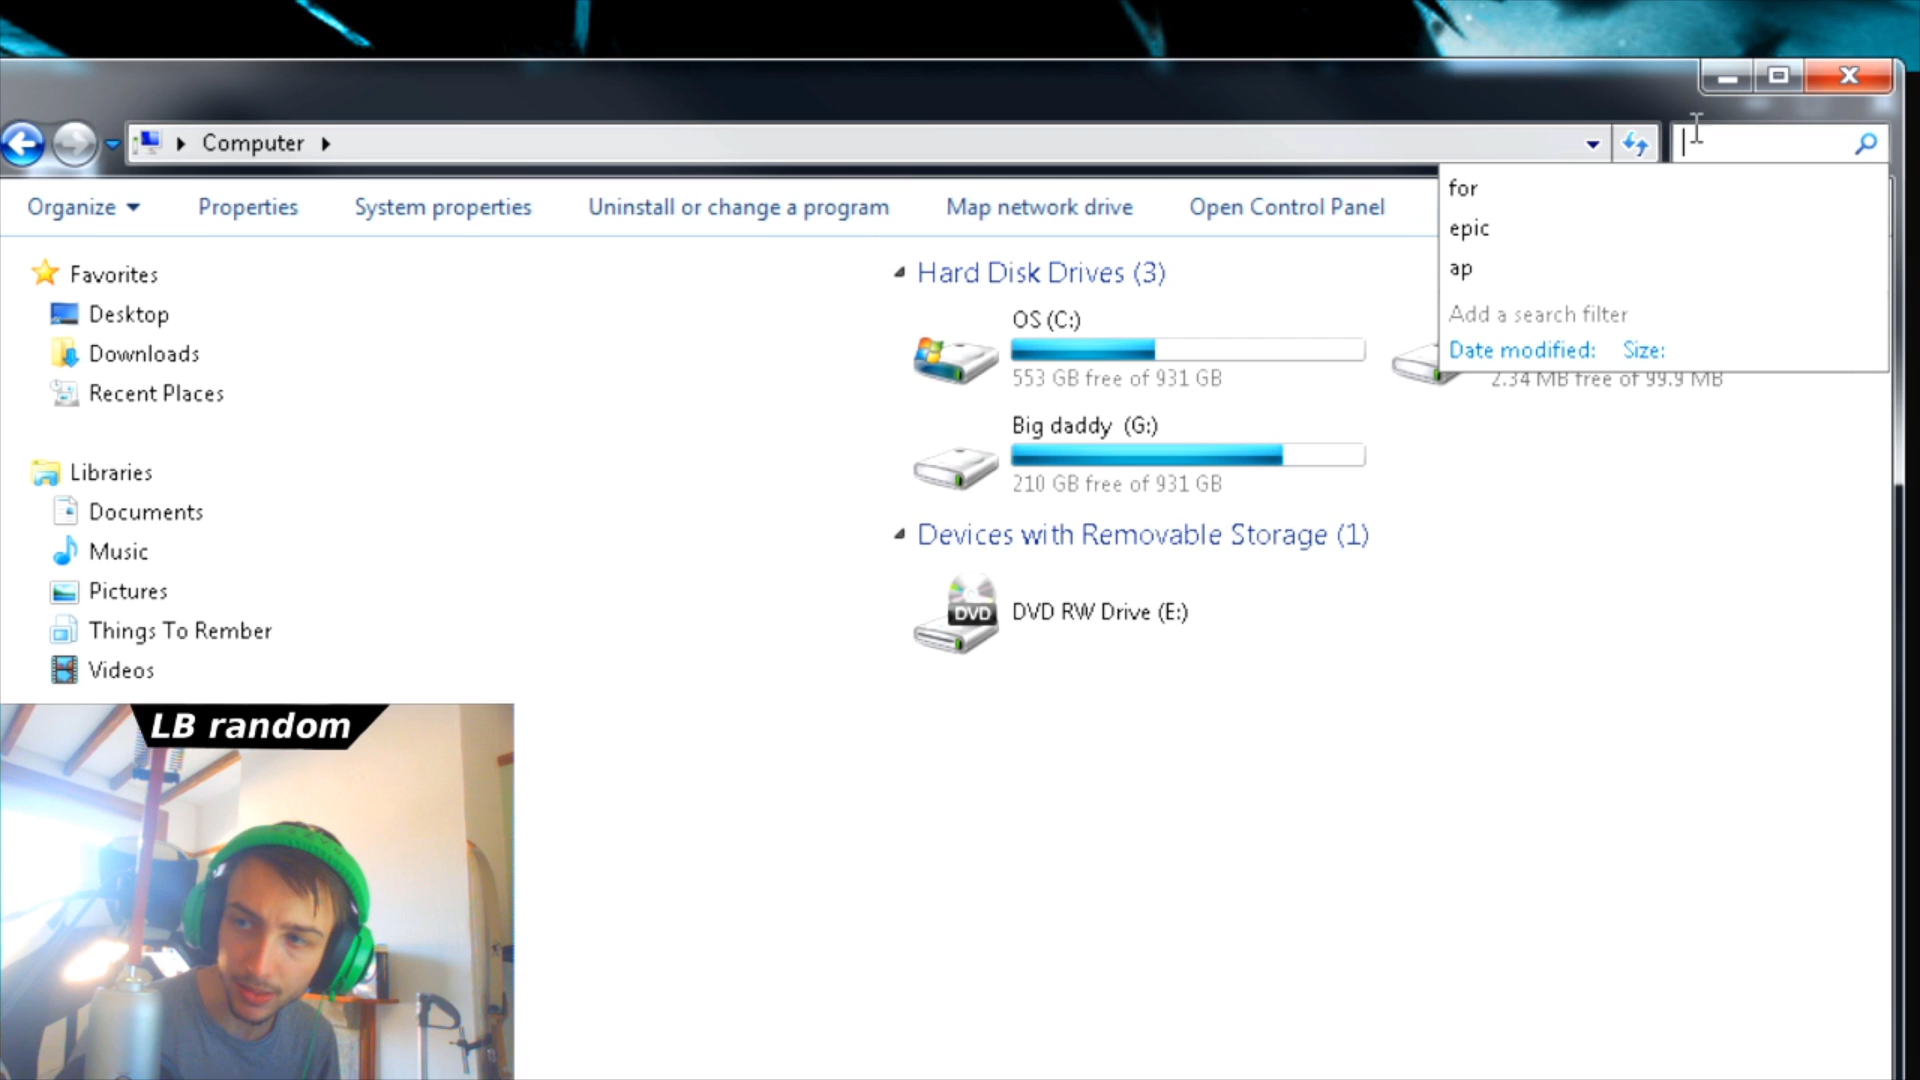 Computer
Organize
Properties
System properties
Uninstall or change a program
Map network drive
Open Control Panel
for
epic
ap
Add a search filter
Date modified: Size:
Favorites
Desktop
Downloads
Recent Places
Libraries
Documents
Music
Pictures
Things To Rember
Videos
Hard Disk Drives (3)
OS (C:)
553 GB free of 931 GB
2.34 MB free of 99.9 MB
Big daddy (G:)
210 GB free of 931 GB
Devices with Removable Storage (1)
DVD
DVD RW Drive (E:)
LB random